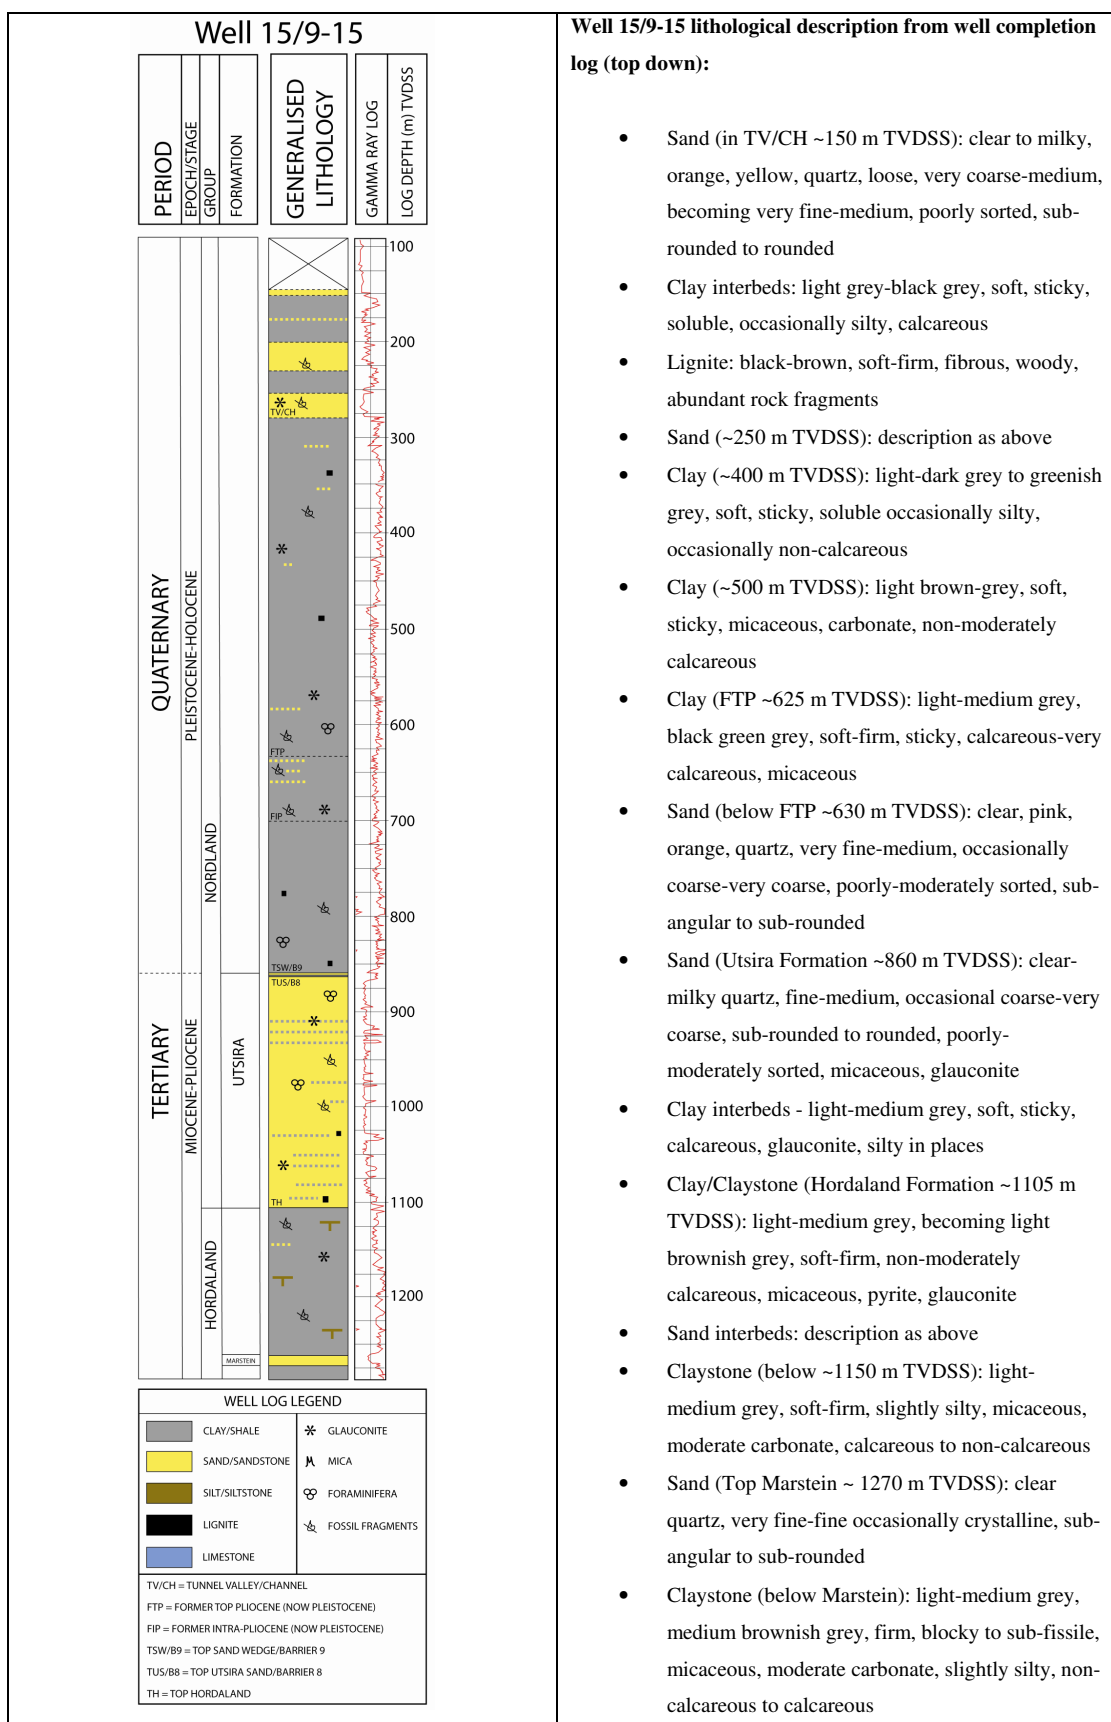 Well 15/9-15
PERIOD
EPOCH/STAGE
GROUP
FORMATION
GENERALISED
LITHOLOGY
GAMMA RAY LOG
LOG DEPTH (m) TVDSS
100
200
TV/CH
300
400
500
600
FTP
FIP
700
800
TSW/B9
TUS/B8
900
1000
TH
1100
1200
QUATERNARY
PLEISTOCENE-HOLOCENE
NORDLAND
TERTIARY
MIOCENE-PLIOCENE
UTSIRA
HORDALAND
MARSTEIN
WELL LOG LEGEND
CLAY/SHALE
SAND/SANDSTONE
SILT/SILTSTONE
LIGNITE
LIMESTONE
GLAUCONITE
MICA
FORAMINIFERA
FOSSIL FRAGMENTS
TV/CH = TUNNEL VALLEY/CHANNEL
FTP = FORMER TOP PLIOCENE (NOW PLEISTOCENE)
FIP = FORMER INTRA-PLIOCENE (NOW PLEISTOCENE)
TSW/B9 = TOP SAND WEDGE/BARRIER 9
TUS/B8 = TOP UTSIRA SAND/BARRIER 8
TH = TOP HORDALAND
Well 15/9-15 lithological description from well completion
log (top down):
• Sand (in TV/CH ~150 m TVDSS): clear to milky,
orange, yellow, quartz, loose, very coarse-medium,
becoming very fine-medium, poorly sorted, sub-
rounded to rounded
• Clay interbeds: light grey-black grey, soft, sticky,
soluble, occasionally silty, calcareous
• Lignite: black-brown, soft-firm, fibrous, woody,
abundant rock fragments
• Sand (~250 m TVDSS): description as above
• Clay (~400 m TVDSS): light-dark grey to greenish
grey, soft, sticky, soluble occasionally silty,
occasionally non-calcareous
• Clay (~500 m TVDSS): light brown-grey, soft,
sticky, micaceous, carbonate, non-moderately
calcareous
• Clay (FTP ~625 m TVDSS): light-medium grey,
black green grey, soft-firm, sticky, calcareous-very
calcareous, micaceous
• Sand (below FTP ~630 m TVDSS): clear, pink,
orange, quartz, very fine-medium, occasionally
coarse-very coarse, poorly-moderately sorted, sub-
angular to sub-rounded
• Sand (Utsira Formation ~860 m TVDSS): clear-
milky quartz, fine-medium, occasional coarse-very
coarse, sub-rounded to rounded, poorly-
moderately sorted, micaceous, glauconite
• Clay interbeds - light-medium grey, soft, sticky,
calcareous, glauconite, silty in places
• Clay/Claystone (Hordaland Formation ~1105 m
TVDSS): light-medium grey, becoming light
brownish grey, soft-firm, non-moderately
calcareous, micaceous, pyrite, glauconite
• Sand interbeds: description as above
• Claystone (below ~1150 m TVDSS): light-
medium grey, soft-firm, slightly silty, micaceous,
moderate carbonate, calcareous to non-calcareous
• Sand (Top Marstein ~ 1270 m TVDSS): clear
quartz, very fine-fine occasionally crystalline, sub-
angular to sub-rounded
• Claystone (below Marstein): light-medium grey,
medium brownish grey, firm, blocky to sub-fissile,
micaceous, moderate carbonate, slightly silty, non-
calcareous to calcareous